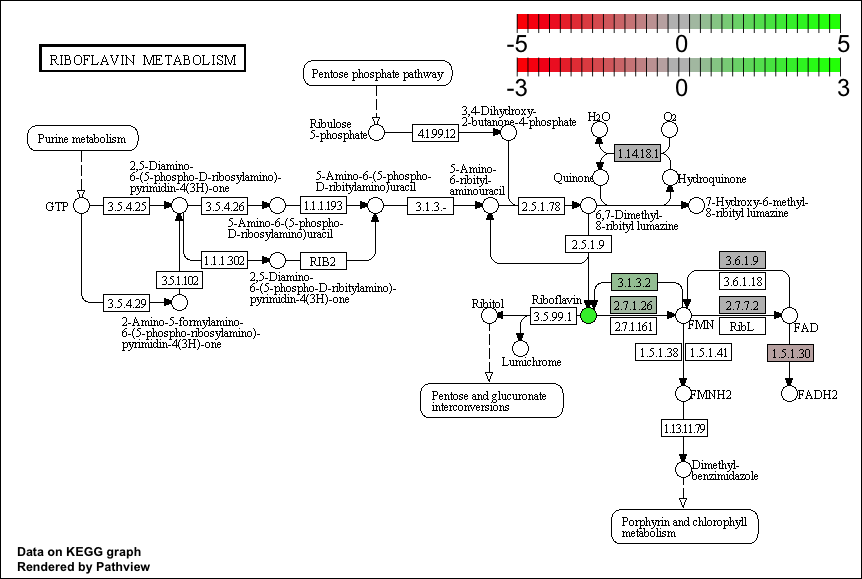 -5
0
5
-3
0
3
RIBOFLAVIN METABOLISM
Pentose phosphate pathway
Ribulose
5-phosphate
4.1.99.12
3,4-Dihydroxy-
2-butanone-4-phosphate
H2O
O2
Purine metabolism
1.14.18.1
2,5-Diamino-
6-(5-phospho-D-ribosylamino)-
pyrimidin-4(3H)-one
5-Amino-6-(5-phospho-
D-ribitylamino)uracil
5-Amino-
6-ribityl-
aminouracil
Quinone
Hydroquinone
GTP
3.5.4.25
3.5.4.26
1.1.1.193
3.1.3.-
2.5.1.78
7-Hydroxy-6-methyl-
8-ribityl lumazine
5-Amino-6-(5-phospho-
D-ribosylamino)uracil
6,7-Dimethyl-
8-ribityl lumazine
2.5.1.9
1.1.1.302
RIB2
3.6.1.9
3.5.1.102
2,5-Diamino-
6-(5-phospho-D-ribitylamino)-
pyrimidin-4(3H)-one
3.1.3.2
3.6.1.18
3.5.4.29
Ribitol
Riboflavin
2.7.1.26
2.7.7.2
3.5.99.1
2.7.1.161
FMN
RibL
FAD
2-Amino-5-formylamino-
6-(5-phospho-ribosylamino)-
pyrimidin-4(3H)-one
Lumichrome
1.5.1.38
1.5.1.41
1.5.1.30
Pentose and glucuronate
interconversions
FMNH2
FADH2
1.13.11.79
Dimethyl-
benzimidazole
Porphyrin and chlorophyll
metabolism
Data on KEGG graph
Rendered by Pathview